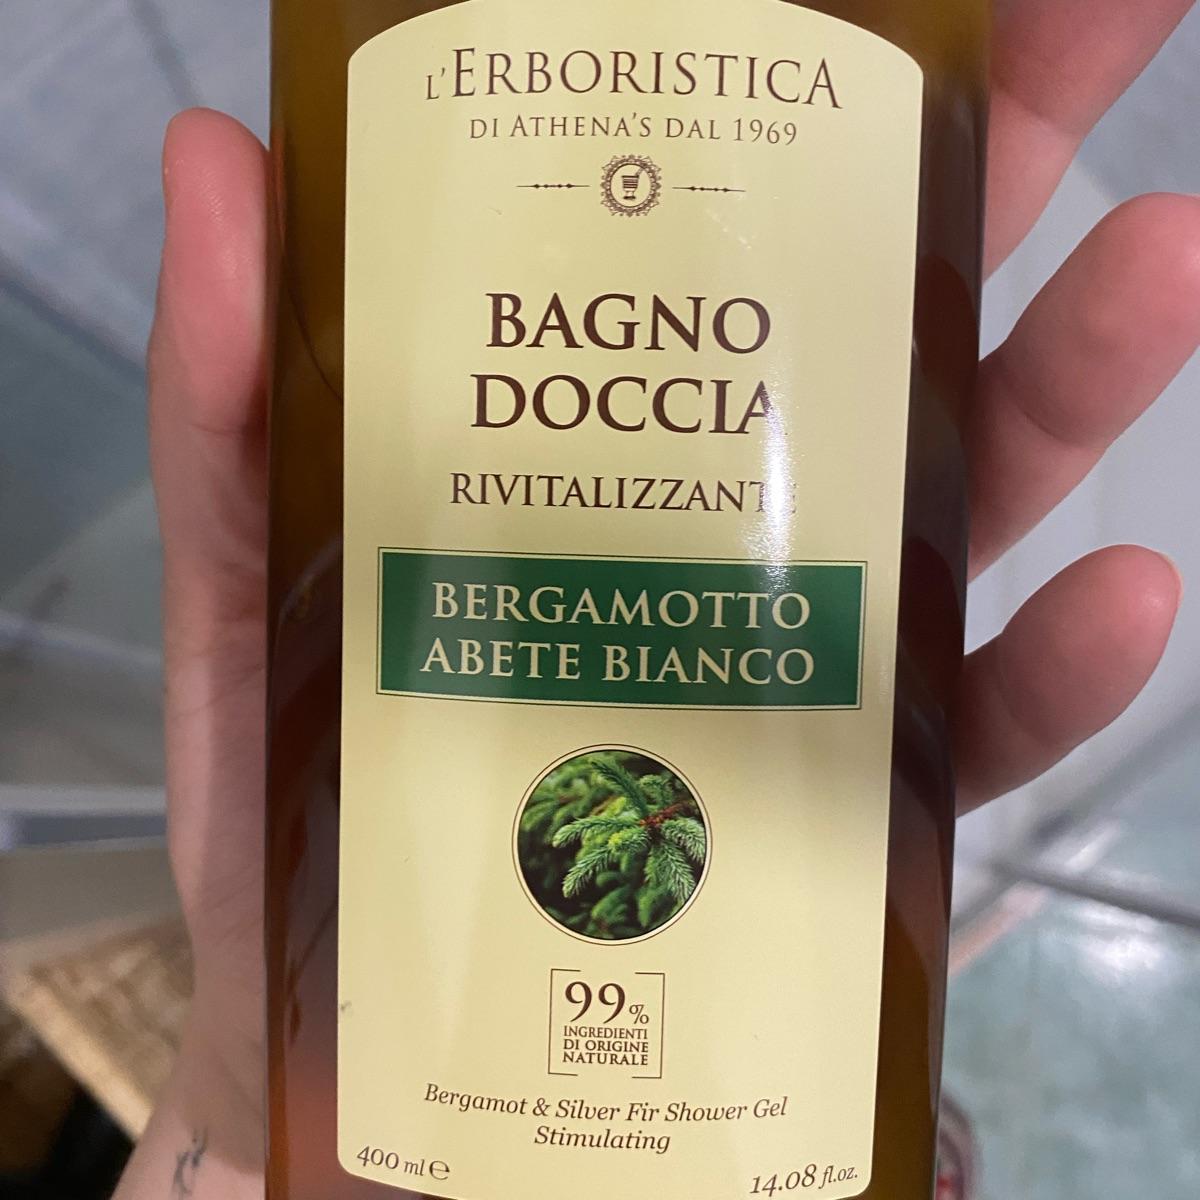 L'ERBORISTICA
DI ATHENA'S DAL 1969
BAGNO
DOCCIA
RIVITALIZZANTE
BERGAMOTTO
ABETE BIANCO
99%
INGREDIENTI
DI ORIGINE
NATURALE
Bergamot & Silver Fir Shower Gel
Stimulating
400 ml ℮
14.08 fl.oz.